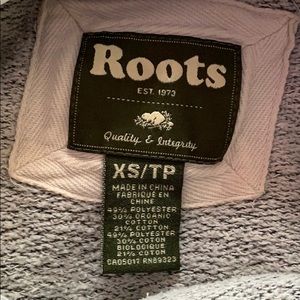 Roots
EST. 1973
Quality & Integrity
XS/TP
MADE IN CHINA
FABRIQUÉ EN
CHINE
49% POLYESTER
30% ORGANIC
COTTON
21% COTTON
49% POLYESTER
30% COTON
BIOLOGIQUE
21% COTON
CA05017 RN89323